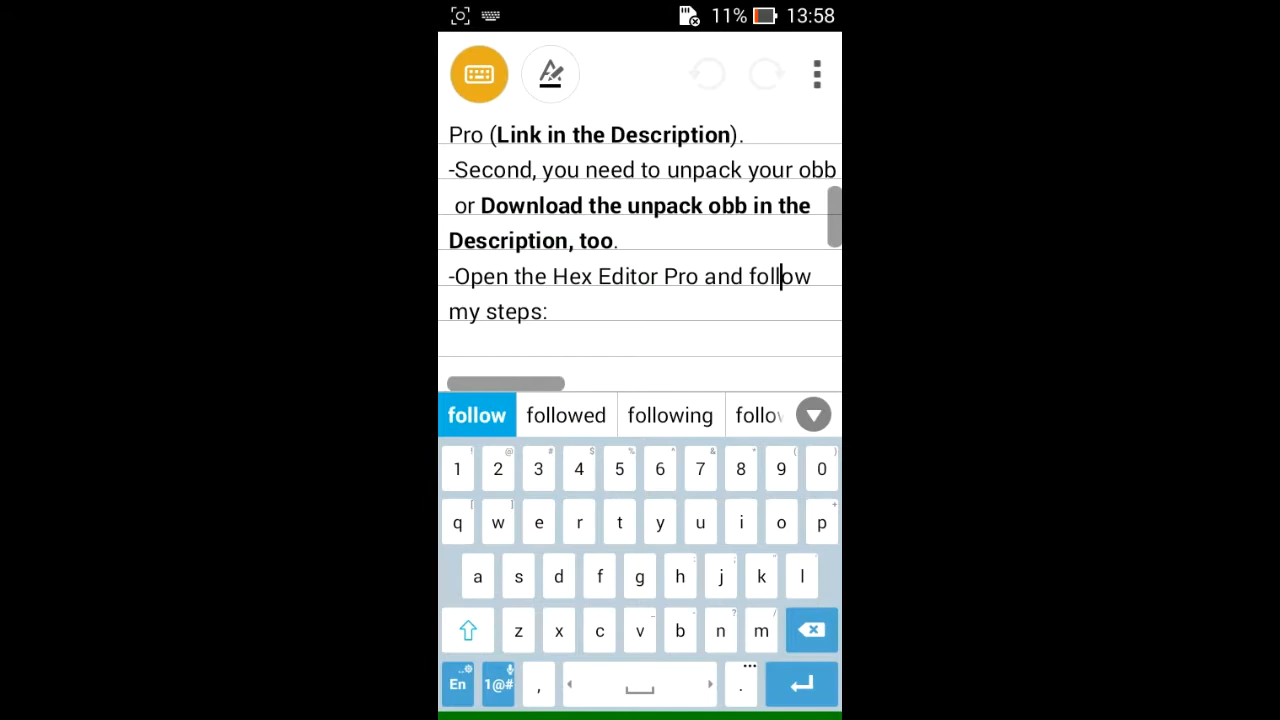 11% 13:58
Pro (Link in the Description).
-Second, you need to unpack your obb
or Download the unpack obb in the
Description, too.
-Open the Hex Editor Pro and follow
my steps:
follow followed following follow
1 2 3 4 5 6 7 8 9 0
q w e r t y u i o p
a s d f g h j k l
z x c v b n m
En 1@# , .